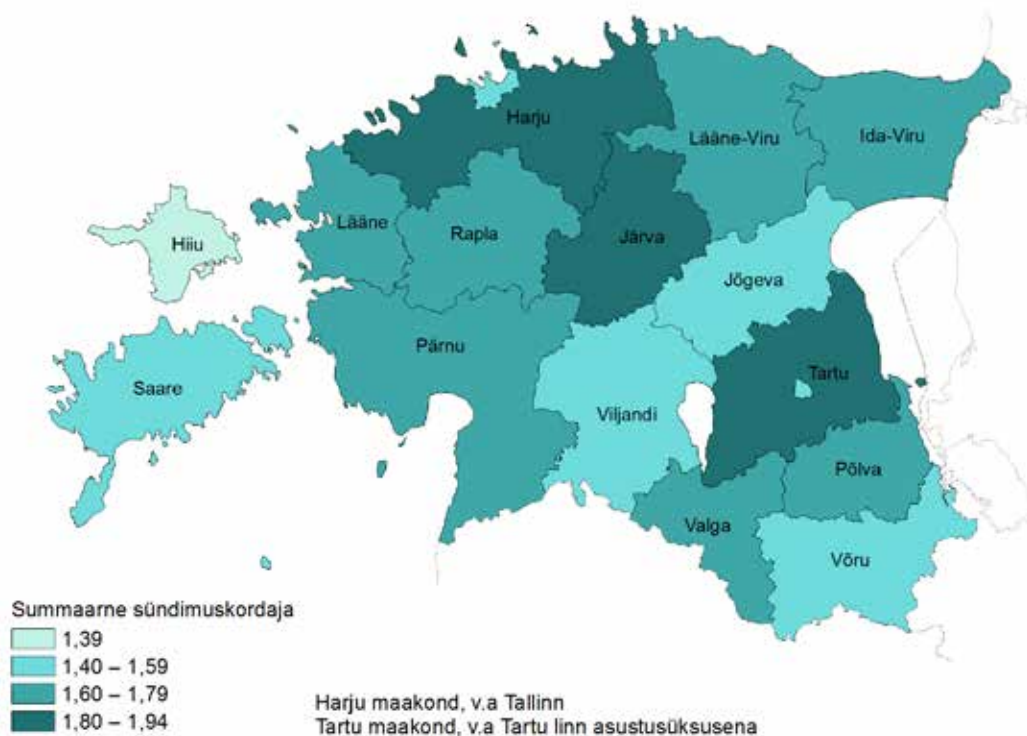 Harju
Lääne-Viru
Ida-Viru
Lääne
Rapla
Järva
Hiiu
Jõgeva
Pärnu
Tartu
Saare
Viljandi
Põlva
Valga
Võru
Summaarne sündimuskordaja
1,39
1,40 – 1,59
1,60 – 1,79
1,80 – 1,94
Harju maakond, v.a Tallinn
Tartu maakond, v.a Tartu linn asustusüksusena